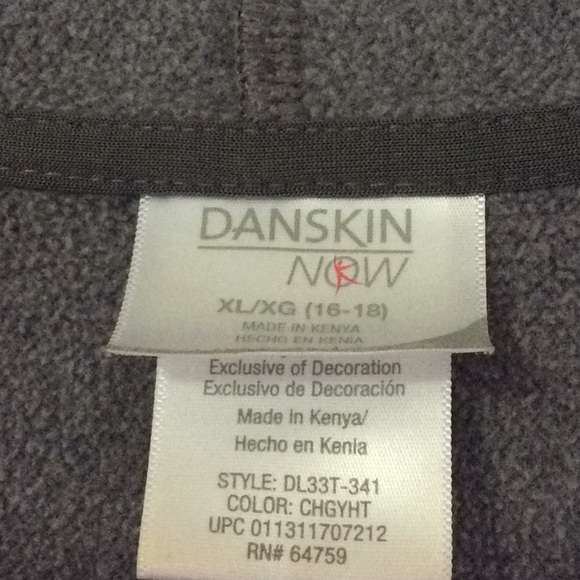 DANSKIN
NOW
XL/XG (16-18)
MADE IN KENYA
HECHO EN KENIA
Exclusive of Decoration
Exclusivo de Decoración
Made in Kenya/
Hecho en Kenia
STYLE: DL33T-341
COLOR: CHGYHT
UPC 011311707212
RN# 64759